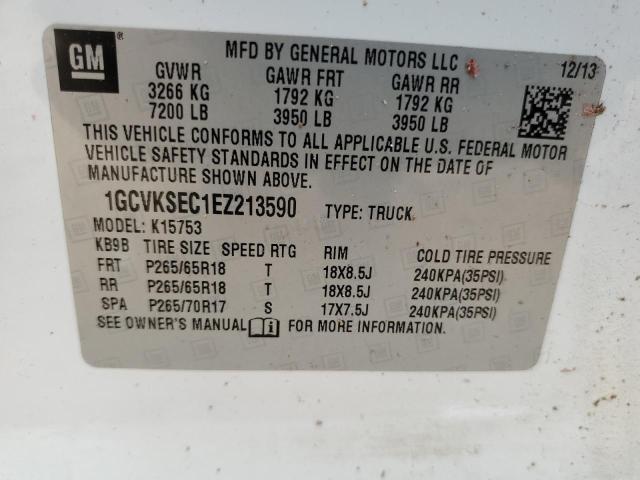 GM ®
MFD BY GENERAL MOTORS LLC 12/13
GVWR GAWR FRT GAWR RR
3266 KG 1792 KG 1792 KG
7200 LB 3950 LB 3950 LB
THIS VEHICLE CONFORMS TO ALL APPLICABLE U.S. FEDERAL MOTOR
VEHICLE SAFETY STANDARDS IN EFFECT ON THE DATE OF
MANUFACTURE SHOWN ABOVE.
1GCVKSEC1EZ213590 TYPE: TRUCK
MODEL: K15753
KB9B TIRE SIZE SPEED RTG RIM COLD TIRE PRESSURE
FRT P265/65R18 T 18X8.5J 240KPA(35PSI)
RR P265/65R18 T 18X8.5J 240KPA(35PSI)
SPA P265/70R17 S 17X7.5J 240KPA(35PSI)
SEE OWNER'S MANUAL FOR MORE INFORMATION.